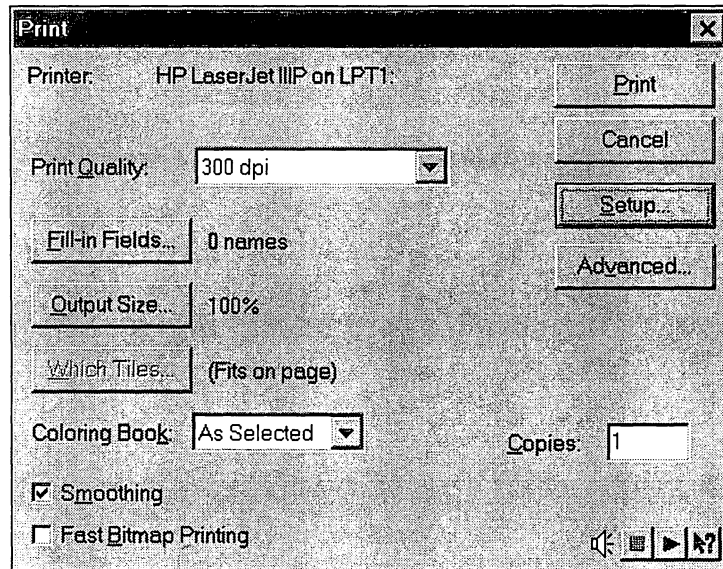 Print
Printer: HP LaserJet IIIP on LPT1:
Print
Cancel
Print Quality: 300 dpi
Setup...
Fill-in Fields... 0 names
Advanced...
Output Size... 100%
Which Tiles... (Fits on page)
Coloring Book: As Selected
Copies: 1
Smoothing
Fast Bitmap Printing